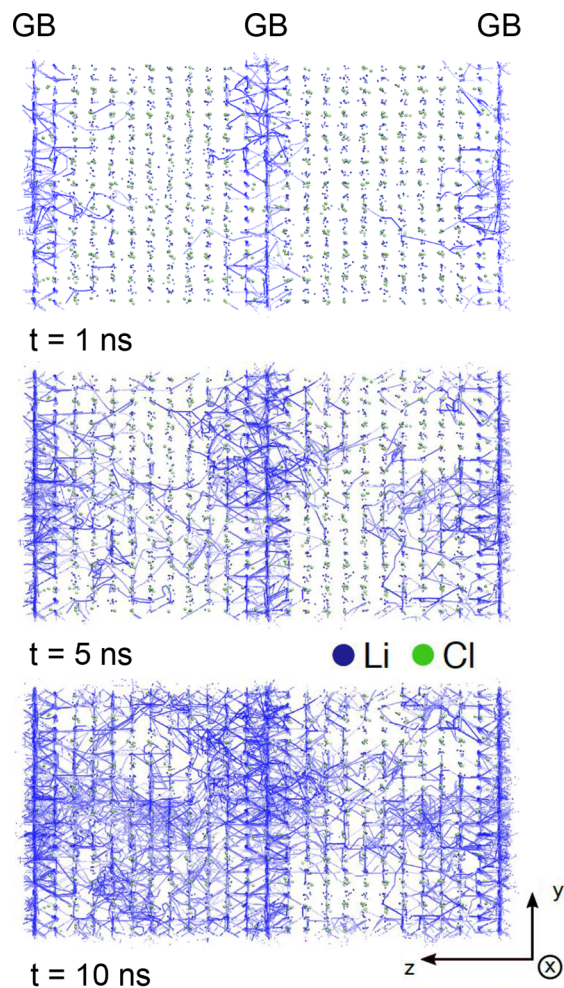 GB GB GB
t = 1 ns
t = 5 ns
Li Cl
t = 10 ns
y
z
x